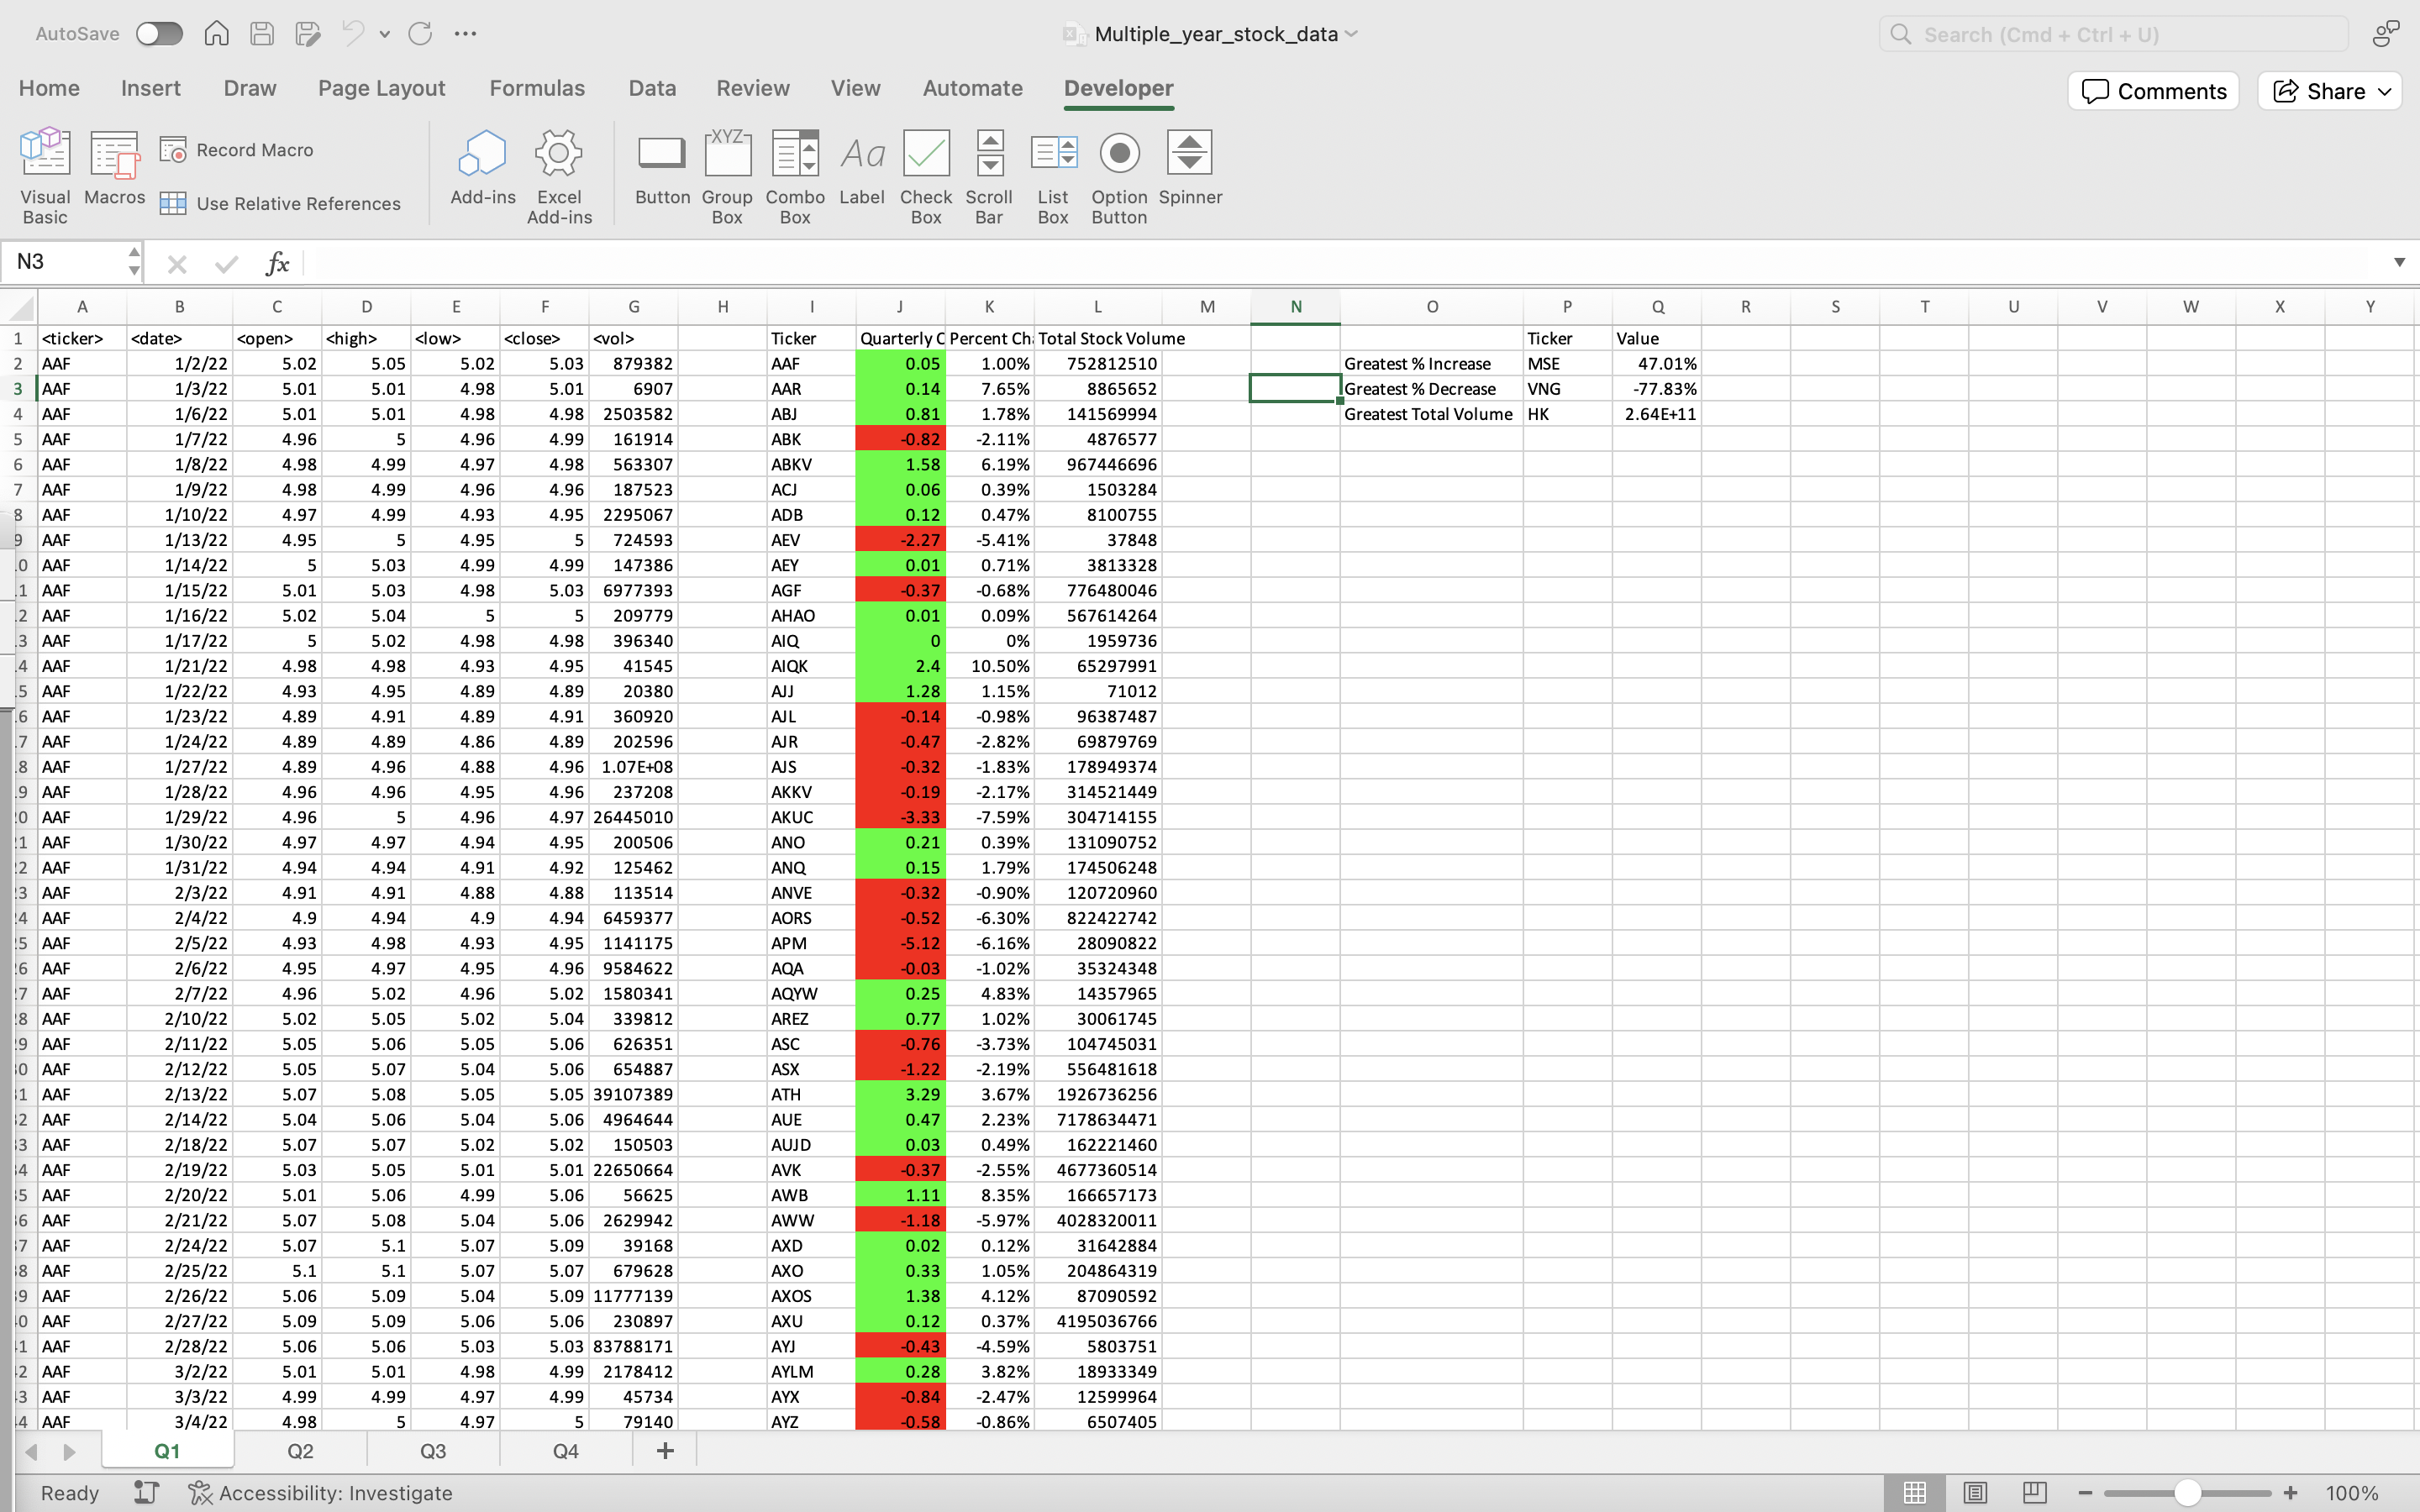 AutoSave
Multiple_year_stock_data
Search (Cmd + Ctrl + U)
Home Insert Draw Page Layout Formulas Data Review View Automate Developer
Comments Share
Visual Basic
Macros
Record Macro
Use Relative References
Add-ins
Excel Add-ins
Button
Group Box
Combo Box
Label
Check Box
Scroll Bar
List Box
Option Button
Spinner
XYZ
Aa
N3 fx
A B C D E F G H I J K L M N O P Q R S T U V W X Y
1 <ticker> <date> <open> <high> <low> <close> <vol> Ticker Quarterly C Percent Ch Total Stock Volume Ticker Value
2 AAF 1/2/22 5.02 5.05 5.02 5.03 879382 AAF 0.05 1.00% 752812510 Greatest % Increase MSE 47.01%
3 AAF 1/3/22 5.01 5.01 4.98 5.01 6907 AAR 0.14 7.65% 8865652 Greatest % Decrease VNG -77.83%
4 AAF 1/6/22 5.01 5.01 4.98 4.98 2503582 ABJ 0.81 1.78% 141569994 Greatest Total Volume HK 2.64E+11
5 AAF 1/7/22 4.96 5 4.96 4.99 161914 ABK -0.82 -2.11% 4876577
6 AAF 1/8/22 4.98 4.99 4.97 4.98 563307 ABKV 1.58 6.19% 967446696
7 AAF 1/9/22 4.98 4.99 4.96 4.96 187523 ACJ 0.06 0.39% 1503284
8 AAF 1/10/22 4.97 4.99 4.93 4.95 2295067 ADB 0.12 0.47% 8100755
9 AAF 1/13/22 4.95 5 4.95 5 724593 AEV -2.27 -5.41% 37848
0 AAF 1/14/22 5 5.03 4.99 4.99 147386 AEY 0.01 0.71% 3813328
1 AAF 1/15/22 5.01 5.03 4.98 5.03 6977393 AGF -0.37 -0.68% 776480046
2 AAF 1/16/22 5.02 5.04 5 5 209779 AHAO 0.01 0.09% 567614264
3 AAF 1/17/22 5 5.02 4.98 4.98 396340 AIQ 0 0% 1959736
4 AAF 1/21/22 4.98 4.98 4.93 4.95 41545 AIQK 2.4 10.50% 65297991
5 AAF 1/22/22 4.93 4.95 4.89 4.89 20380 AJJ 1.28 1.15% 71012
6 AAF 1/23/22 4.89 4.91 4.89 4.91 360920 AJL -0.14 -0.98% 96387487
7 AAF 1/24/22 4.89 4.89 4.86 4.89 202596 AJR -0.47 -2.82% 69879769
8 AAF 1/27/22 4.89 4.96 4.88 4.96 1.07E+08 AJS -0.32 -1.83% 178949374
9 AAF 1/28/22 4.96 4.96 4.95 4.96 237208 AKKV -0.19 -2.17% 314521449
0 AAF 1/29/22 4.96 5 4.96 4.97 26445010 AKUC -3.33 -7.59% 304714155
1 AAF 1/30/22 4.97 4.97 4.94 4.95 200506 ANO 0.21 0.39% 131090752
2 AAF 1/31/22 4.94 4.94 4.91 4.92 125462 ANQ 0.15 1.79% 174506248
3 AAF 2/3/22 4.91 4.91 4.88 4.88 113514 ANVE -0.32 -0.90% 120720960
4 AAF 2/4/22 4.9 4.94 4.9 4.94 6459377 AORS -0.52 -6.30% 822422742
5 AAF 2/5/22 4.93 4.98 4.93 4.95 1141175 APM -5.12 -6.16% 28090822
6 AAF 2/6/22 4.95 4.97 4.95 4.96 9584622 AQA -0.03 -1.02% 35324348
7 AAF 2/7/22 4.96 5.02 4.96 5.02 1580341 AQYW 0.25 4.83% 14357965
8 AAF 2/10/22 5.02 5.05 5.02 5.04 339812 AREZ 0.77 1.02% 30061745
9 AAF 2/11/22 5.05 5.06 5.05 5.06 626351 ASC -0.76 -3.73% 104745031
0 AAF 2/12/22 5.05 5.07 5.04 5.06 654887 ASX -1.22 -2.19% 556481618
1 AAF 2/13/22 5.07 5.08 5.05 5.05 39107389 ATH 3.29 3.67% 1926736256
2 AAF 2/14/22 5.04 5.06 5.04 5.06 4964644 AUE 0.47 2.23% 7178634471
3 AAF 2/18/22 5.07 5.07 5.02 5.02 150503 AUJD 0.03 0.49% 162221460
4 AAF 2/19/22 5.03 5.05 5.01 5.01 22650664 AVK -0.37 -2.55% 4677360514
5 AAF 2/20/22 5.01 5.06 4.99 5.06 56625 AWB 1.11 8.35% 166657173
6 AAF 2/21/22 5.07 5.08 5.04 5.06 2629942 AWW -1.18 -5.97% 4028320011
7 AAF 2/24/22 5.07 5.1 5.07 5.09 39168 AXD 0.02 0.12% 31642884
8 AAF 2/25/22 5.1 5.1 5.07 5.07 679628 AXO 0.33 1.05% 204864319
9 AAF 2/26/22 5.06 5.09 5.04 5.09 11777139 AXOS 1.38 4.12% 87090592
0 AAF 2/27/22 5.09 5.09 5.06 5.06 230897 AXU 0.12 0.37% 4195036766
1 AAF 2/28/22 5.06 5.06 5.03 5.03 83788171 AYJ -0.43 -4.59% 5803751
2 AAF 3/2/22 5.01 5.01 4.98 4.99 2178412 AYLM 0.28 3.82% 18933349
3 AAF 3/3/22 4.99 4.99 4.97 4.99 45734 AYX -0.84 -2.47% 12599964
4 AAF 3/4/22 4.98 5 4.97 5 79140 AYZ -0.58 -0.86% 6507405
Q1 Q2 Q3 Q4 +
Ready Accessibility: Investigate 100%